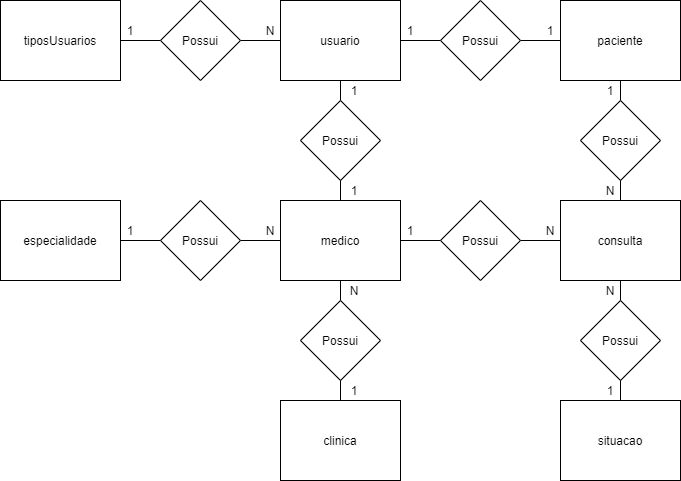 tiposUsuarios 1 Possui N usuario 1 Possui 1 paciente
1 1
Possui Possui
1 N
especialidade 1 Possui N medico 1 Possui N consulta
N N
Possui Possui
1 1
clinica situacao